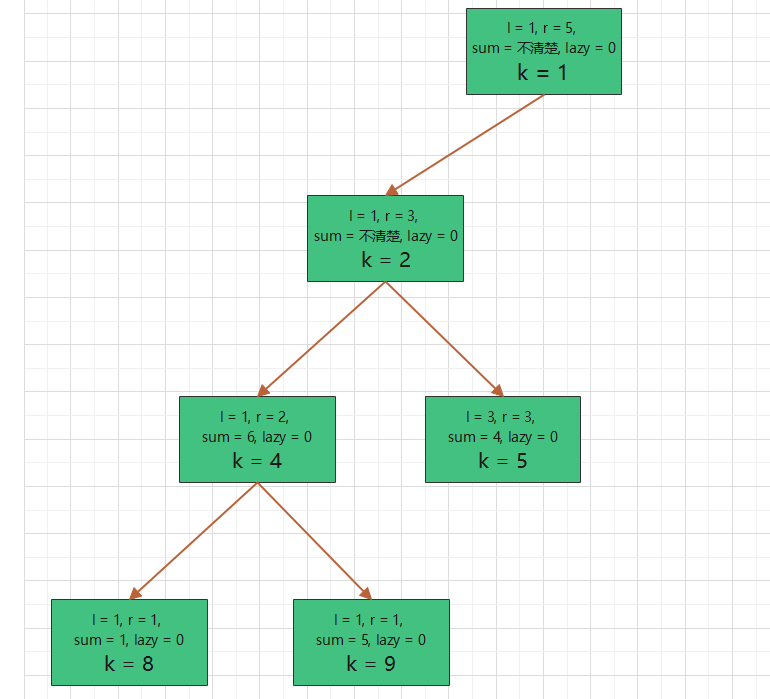 l = 1, r = 5,
sum = 不清楚, lazy = 0
k = 1
l = 1, r = 3,
sum = 不清楚, lazy = 0
k = 2
l = 1, r = 2,
sum = 6, lazy = 0
k = 4
l = 3, r = 3,
sum = 4, lazy = 0
k = 5
l = 1, r = 1,
sum = 1, lazy = 0
k = 8
l = 1, r = 1,
sum = 5, lazy = 0
k = 9